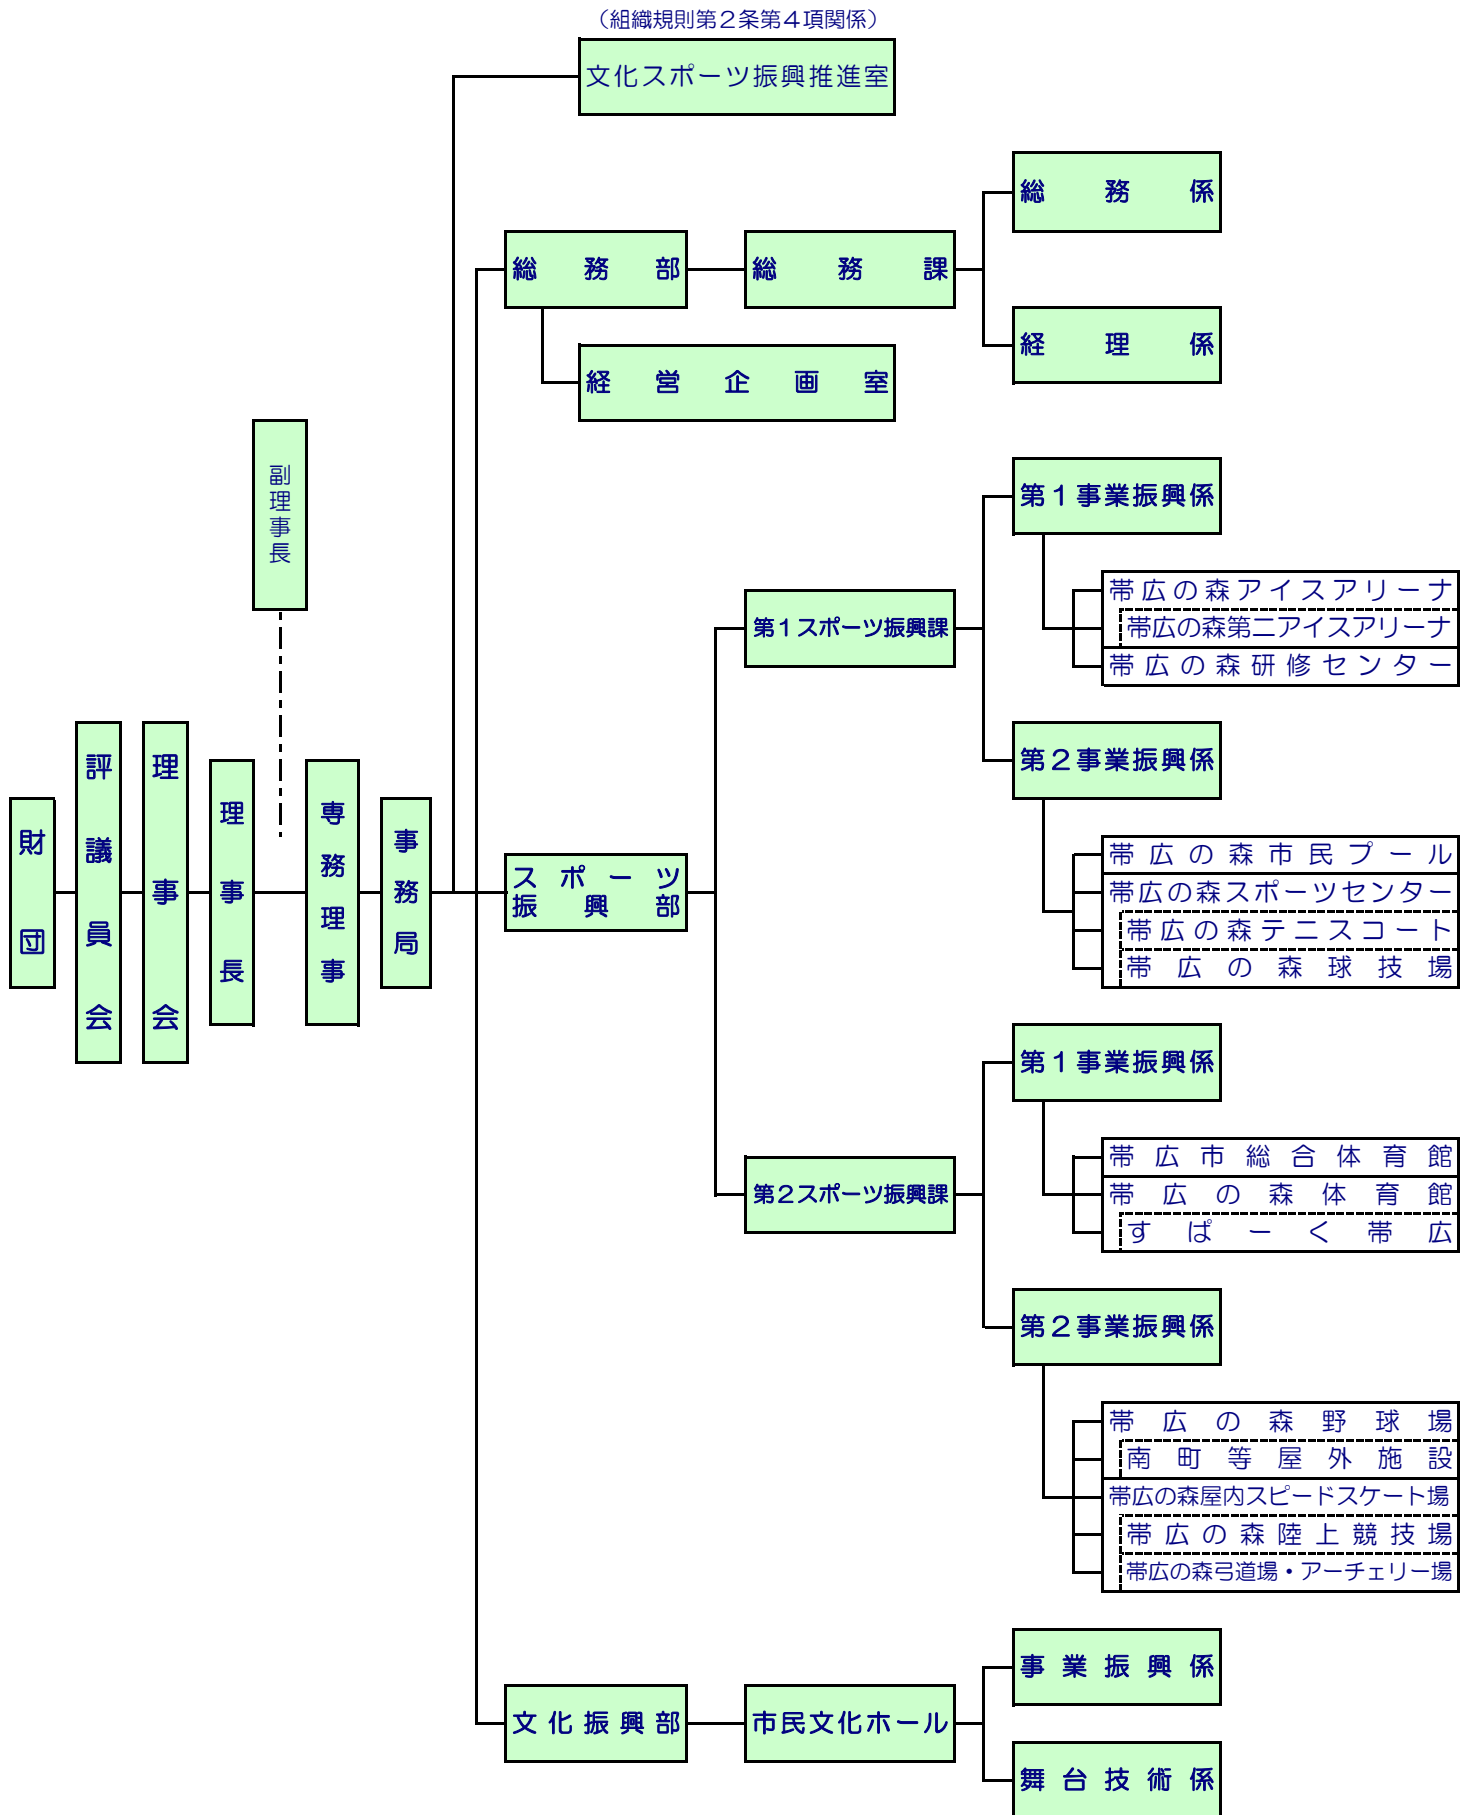 （組織規則第２条第４項関係）
文化スポーツ振興推進室
総務係
総務部
総務課
経理係
経営企画室
副理事長
第１事業振興係
帯広の森アイスアリーナ
帯広の森第二アイスアリーナ
帯広の森研修センター
第１スポーツ振興課
第２事業振興係
帯広の森市民プール
帯広の森スポーツセンター
帯広の森テニスコート
帯広の森球技場
財団
評議員会
理事会
理事長
専務理事
事務局
スポーツ
振興部
第１事業振興係
帯広市総合体育館
帯広の森体育館
すぱーく帯広
第２スポーツ振興課
第２事業振興係
帯広の森野球場
南町等屋外施設
帯広の森屋内スピードスケート場
帯広の森陸上競技場
帯広の森弓道場・アーチェリー場
事業振興係
文化振興部
市民文化ホール
舞台技術係